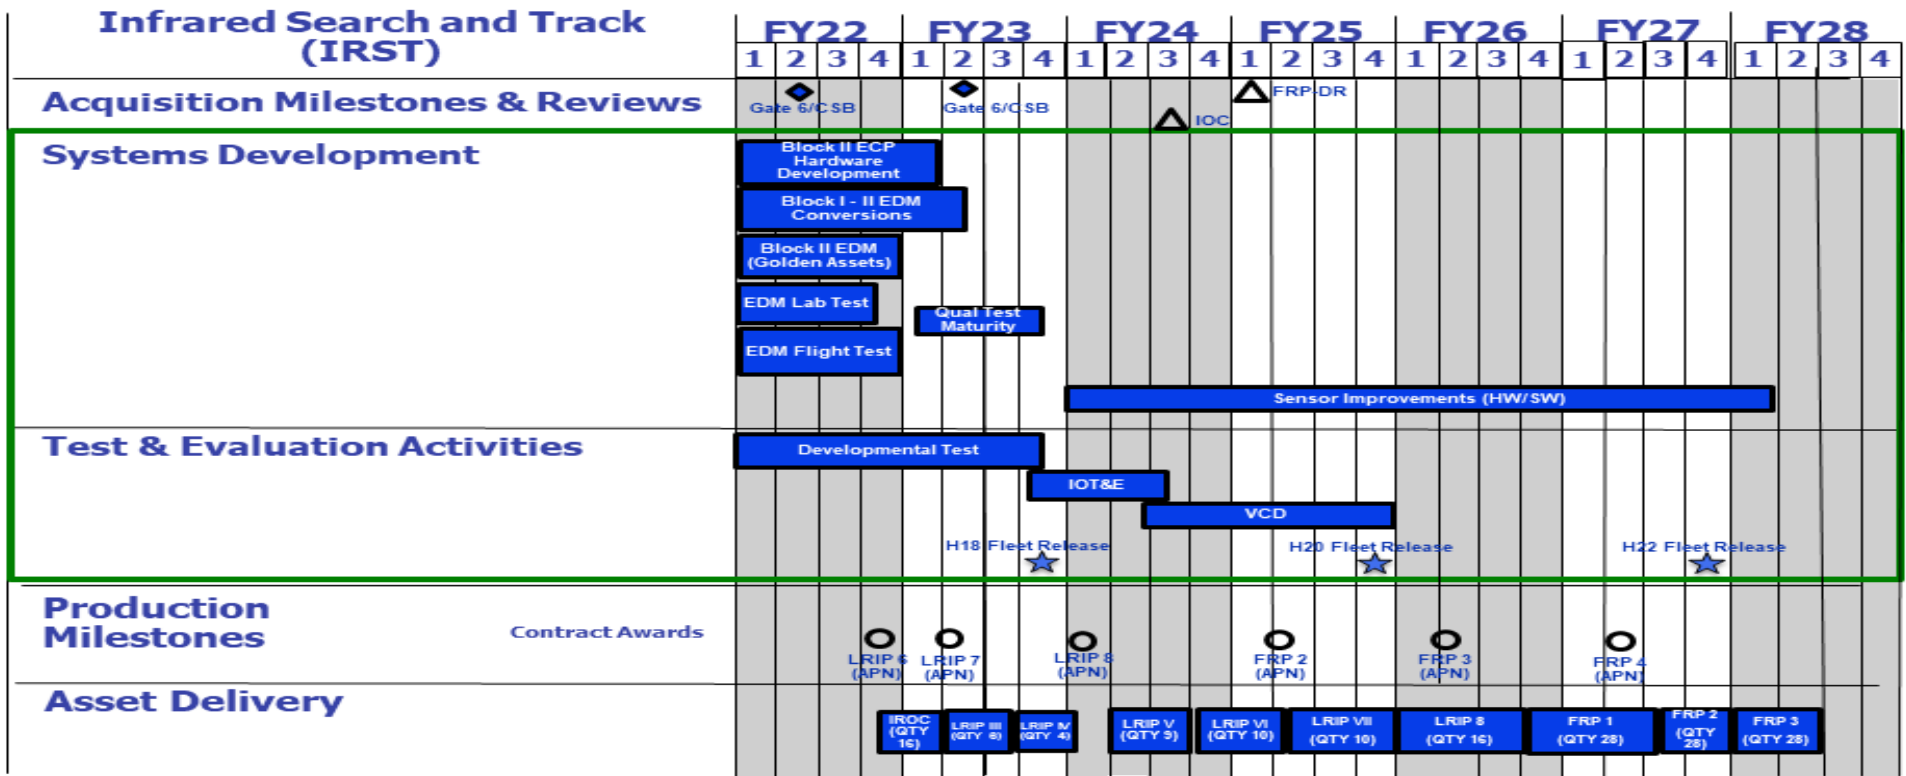 Infrared Search and Track
(IRST)
FY22 FY23 FY24 FY25 FY26 FY27 FY28
1 2 3 4 1 2 3 4 1 2 3 4 1 2 3 4 1 2 3 4 1 2 3 4 1 2 3 4
Acquisition Milestones & Reviews
Gate 6/CSB
Gate 6/CSB
IOC
FRP-DR
Systems Development
Block II ECP
Hardware
Development
Block I - II EDM
Conversions
Block II EDM
(Golden Assets)
EDM Lab Test
Qual Test
Maturity
EDM Flight Test
Sensor Improvements (HW/SW)
Test & Evaluation Activities
Developmental Test
IOT&E
VCD
H18 Fleet Release
H20 Fleet Release
H22 Fleet Release
Production
Milestones
Contract Awards
LRIP 6
(APN)
LRIP 7
(APN)
LRIP 8
(APN)
FRP 2
(APN)
FRP 3
(APN)
FRP 4
(APN)
Asset Delivery
IROC
(QTY
16)
LRIP III
(QTY 6)
LRIP IV
(QTY 4)
LRIP V
(QTY 9)
LRIP VI
(QTY 10)
LRIP VII
(QTY 10)
LRIP 8
(QTY 16)
FRP 1
(QTY 28)
FRP 2
(QTY
28)
FRP 3
(QTY 28)